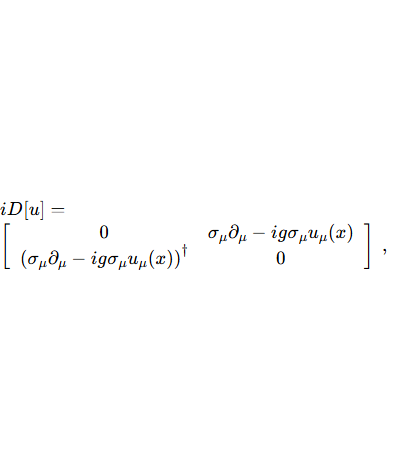 iD[u] =
[ 0 σ_μ∂_μ − igσ_μu_μ(x) ]
[ (σ_μ∂_μ − igσ_μu_μ(x))^† 0 ] ,